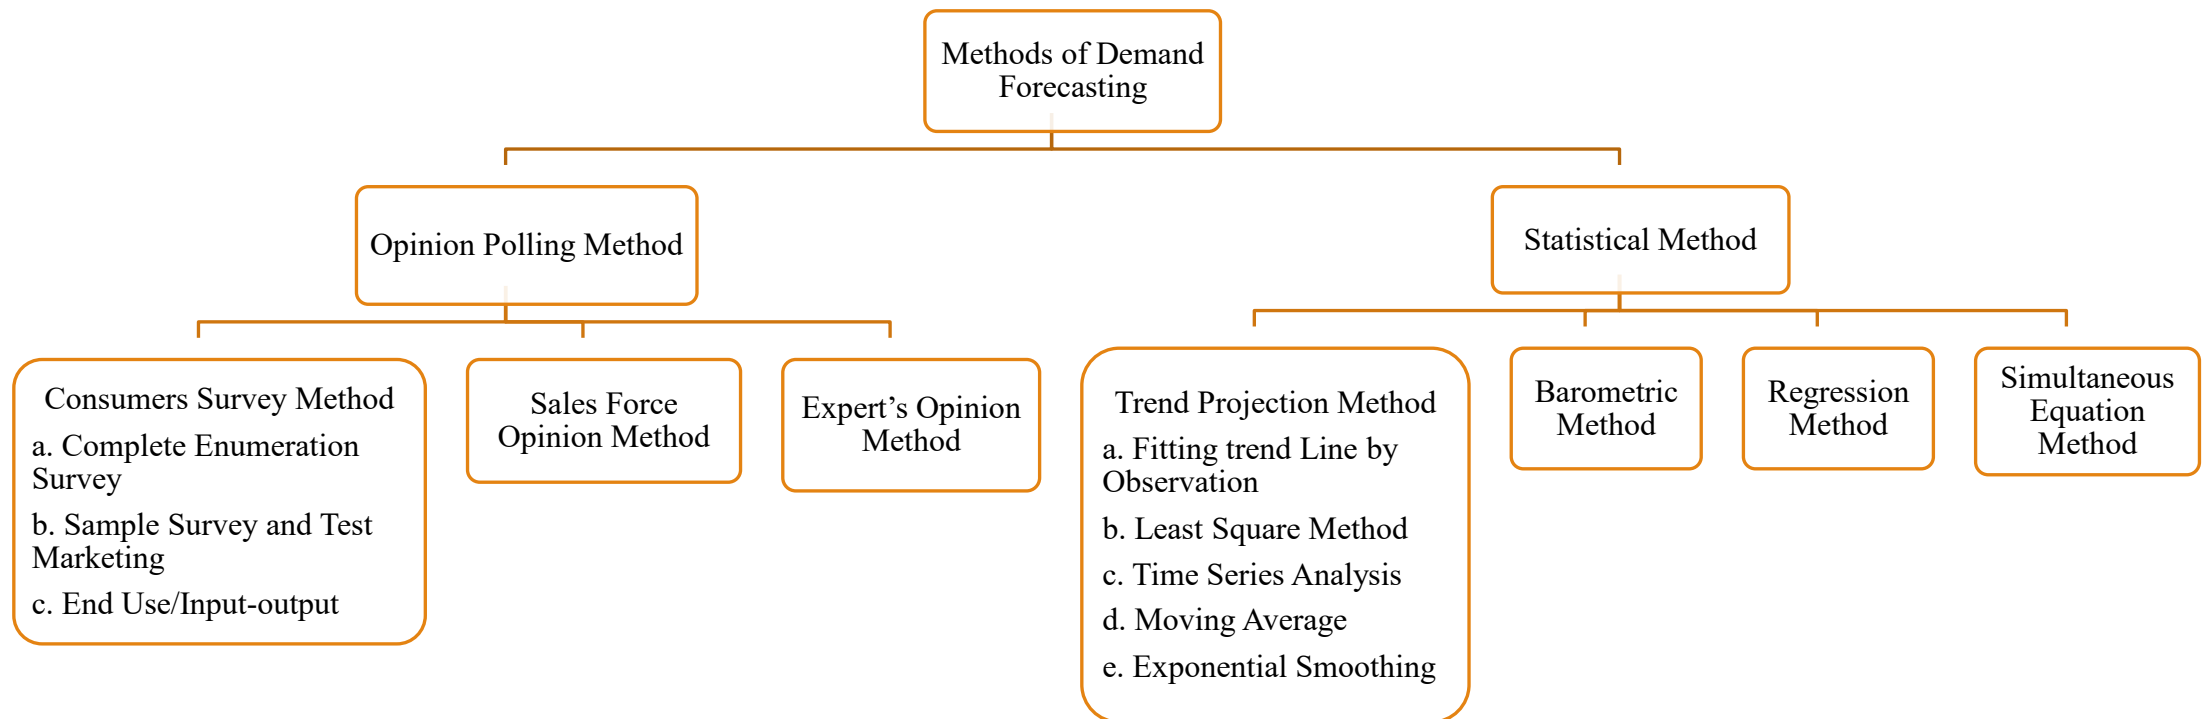 Methods of Demand
Forecasting
Opinion Polling Method
Statistical Method
Consumers Survey Method
a. Complete Enumeration
Survey
b. Sample Survey and Test
Marketing
c. End Use/Input-output
Sales Force
Opinion Method
Expert’s Opinion
Method
Trend Projection Method
a. Fitting trend Line by
Observation
b. Least Square Method
c. Time Series Analysis
d. Moving Average
e. Exponential Smoothing
Barometric
Method
Regression
Method
Simultaneous
Equation
Method